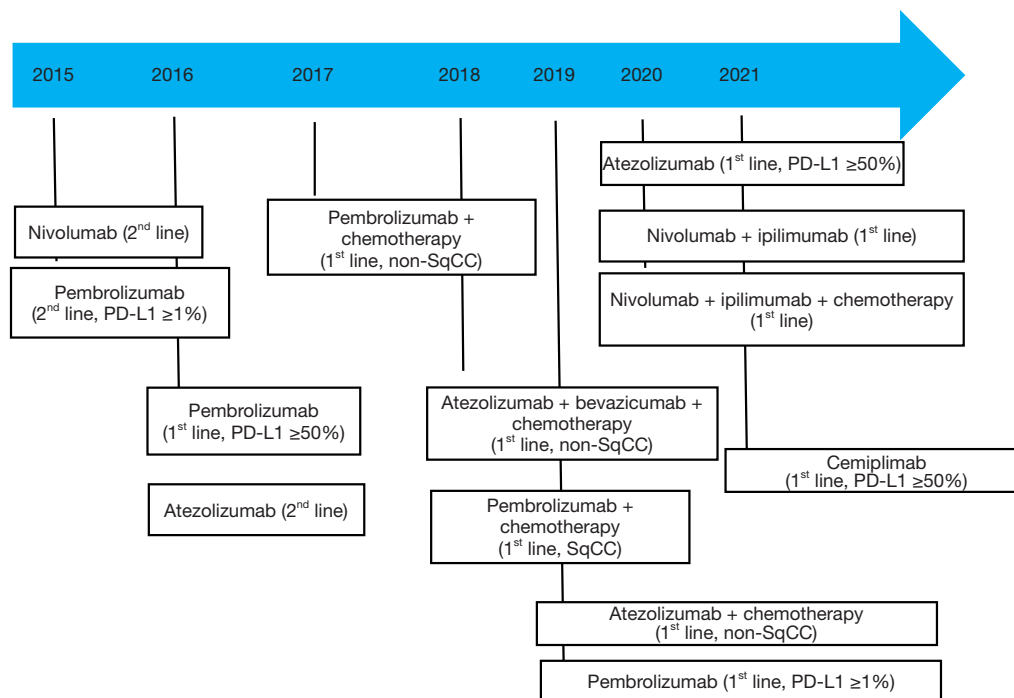 2015 2016 2017 2018 2019 2020 2021
Atezolizumab (1st line, PD-L1 ≥50%)
Nivolumab (2nd line)
Pembrolizumab
(2nd line, PD-L1 ≥1%)
Pembrolizumab +
chemotherapy
(1st line, non-SqCC)
Nivolumab + ipilimumab (1st line)
Nivolumab + ipilimumab + chemotherapy
(1st line)
Pembrolizumab
(1st line, PD-L1 ≥50%)
Atezolizumab (2nd line)
Atezolizumab + bevazicumab +
chemotherapy
(1st line, non-SqCC)
Pembrolizumab +
chemotherapy
(1st line, SqCC)
Cemiplimab
(1st line, PD-L1 ≥50%)
Atezolizumab + chemotherapy
(1st line, non-SqCC)
Pembrolizumab (1st line, PD-L1 ≥1%)